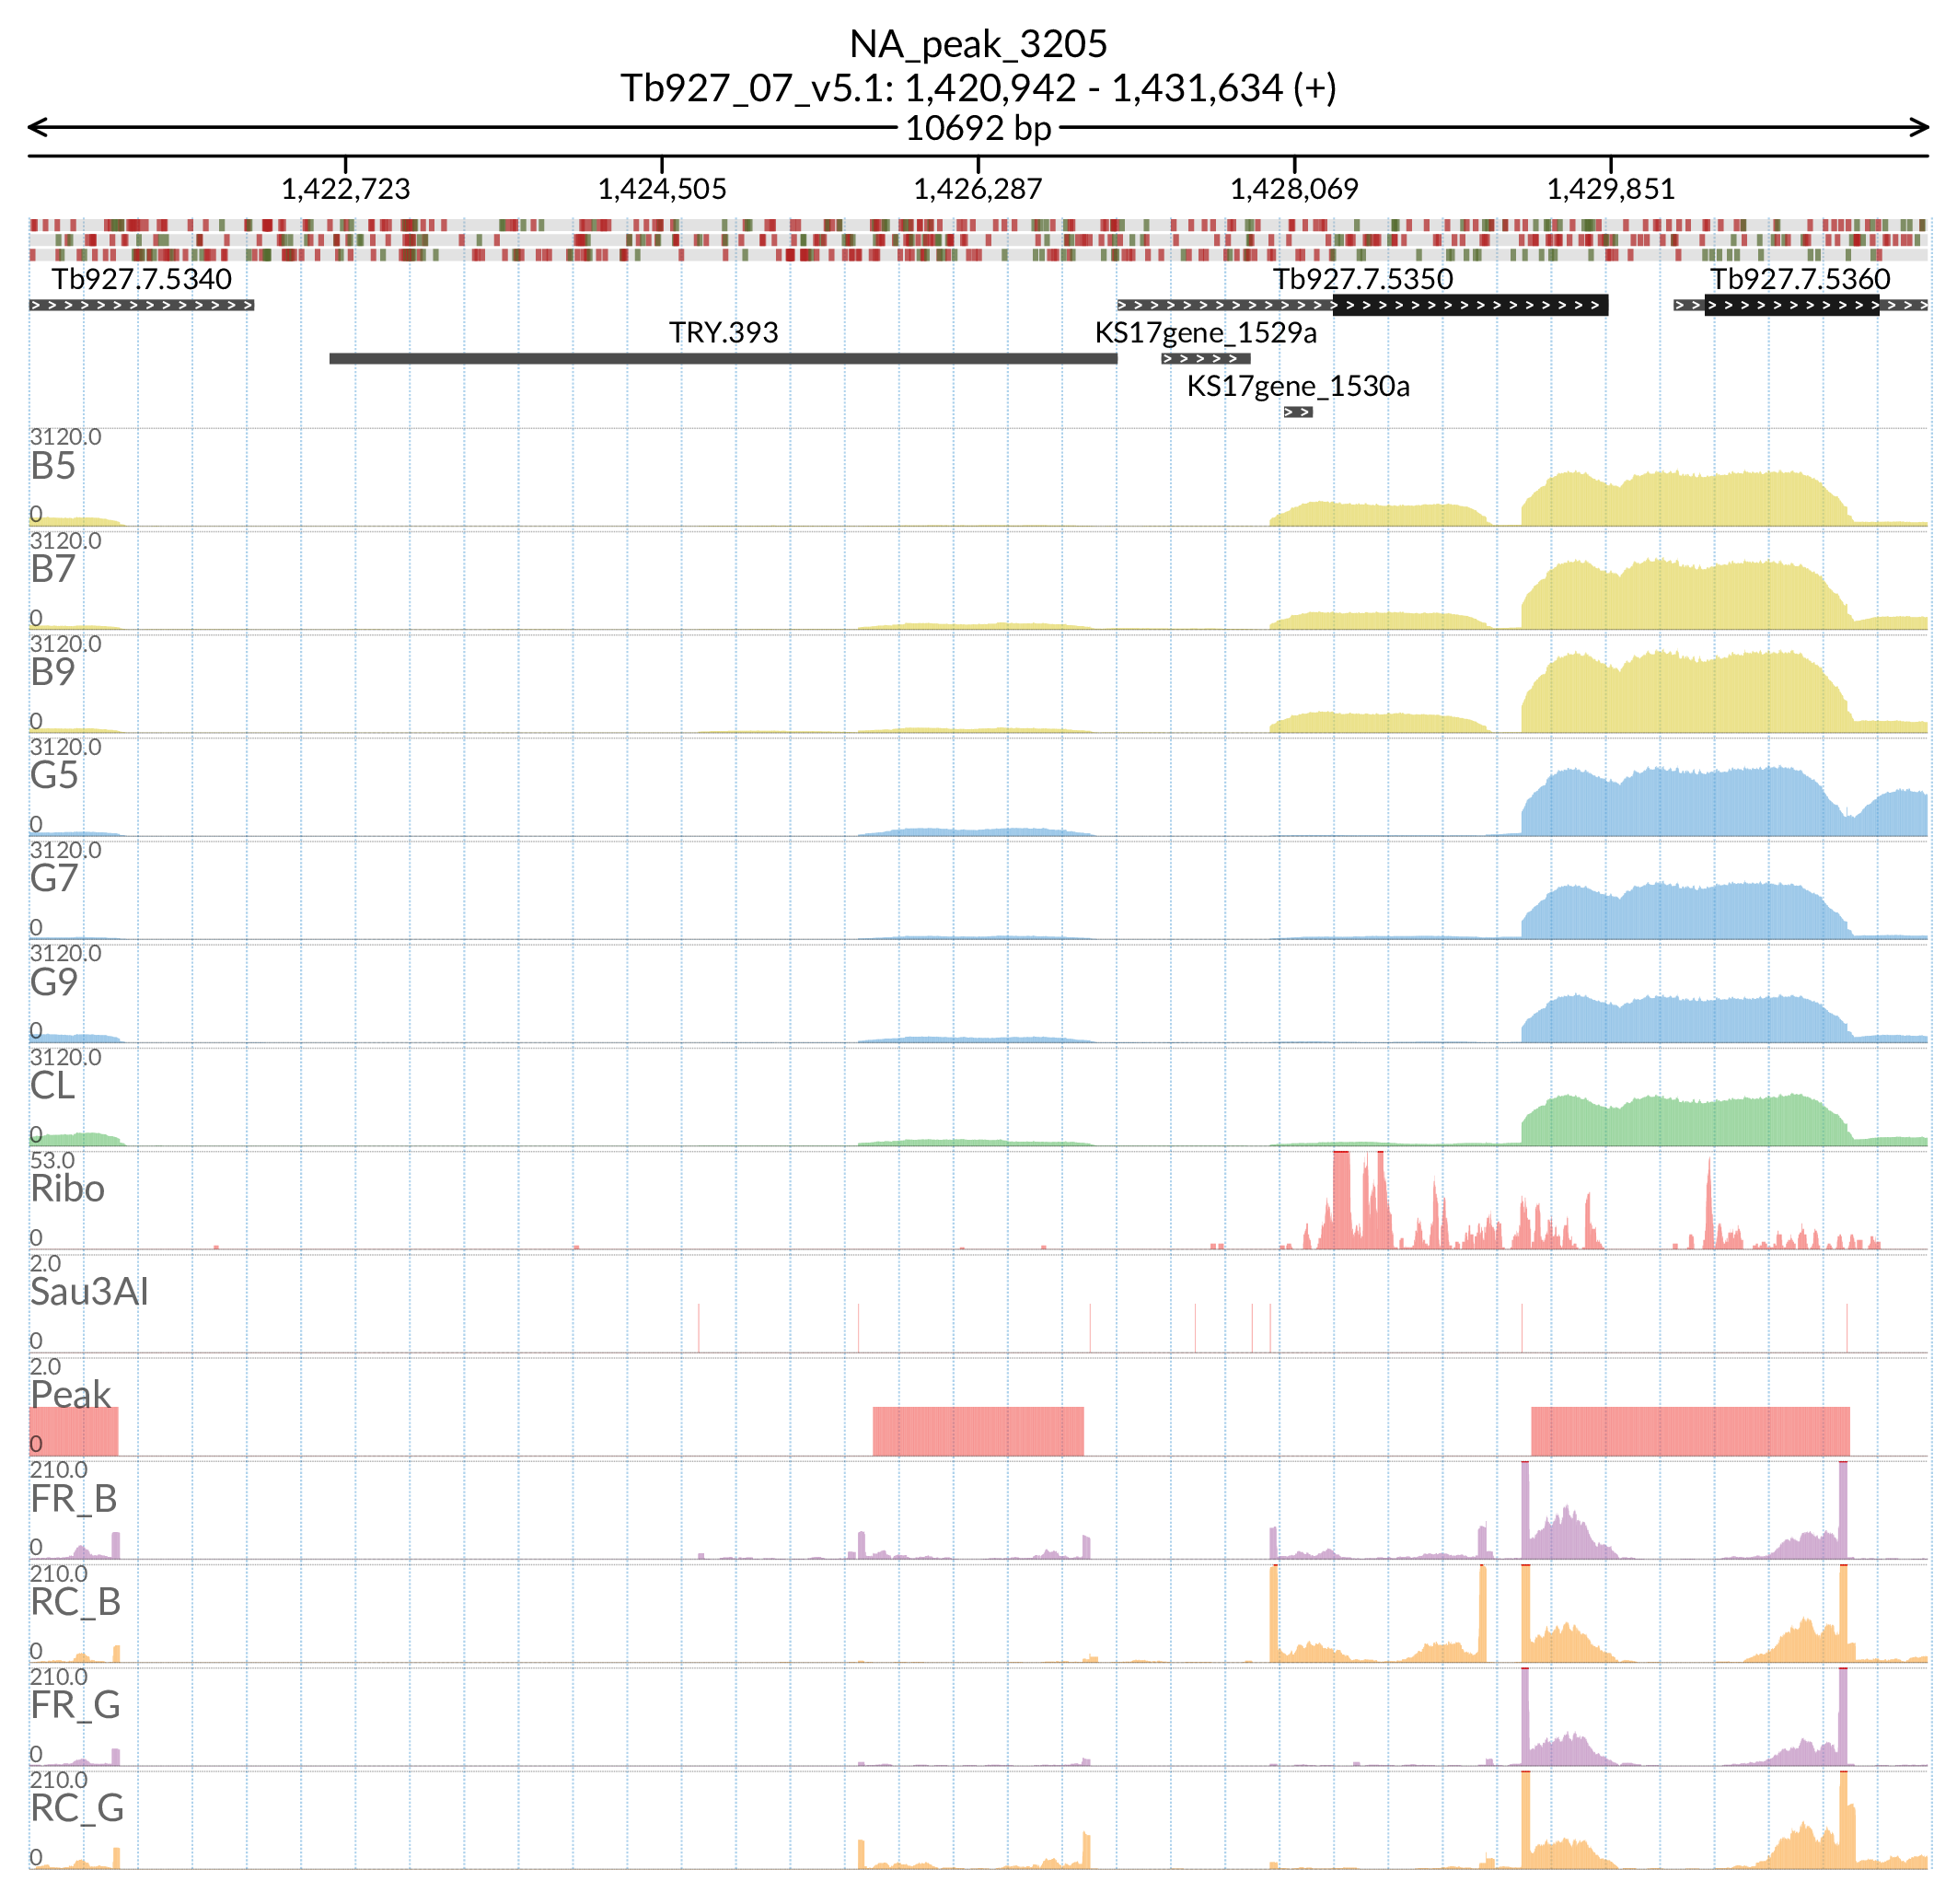 NA_peak_3205
Tb927_07_v5.1: 1,420,942 - 1,431,634 (+)
10692 bp
1,422,723 1,424,505 1,426,287 1,428,069 1,429,851
Tb927.7.5340 Tb927.7.5350 Tb927.7.5360
TRY.393 KS17gene_1529a
KS17gene_1530a
3120.0
B5
0
3120.0
B7
0
3120.0
B9
0
3120.0
G5
0
3120.0
G7
0
3120.0
G9
0
3120.0
CL
0
53.0
Ribo
0
2.0
Sau3AI
0
2.0
Peak
0
210.0
FR_B
0
210.0
RC_B
0
210.0
FR_G
0
210.0
RC_G
0